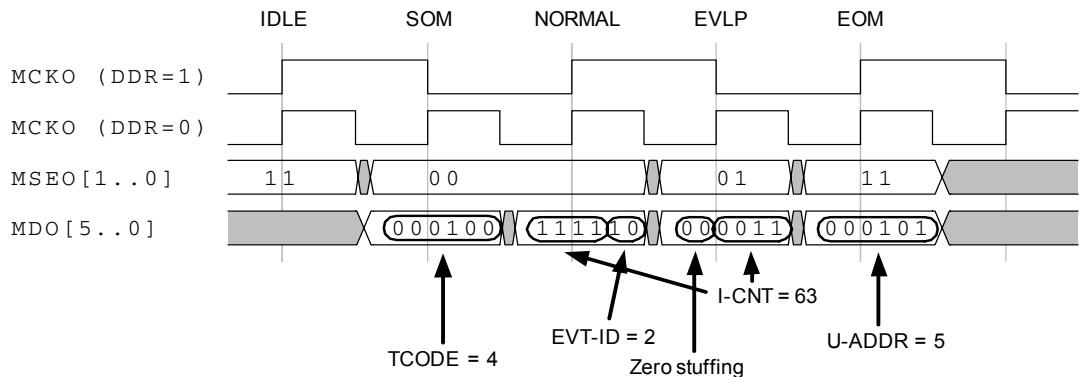 IDLE SOM NORMAL EVLP EOM
MCKO (DDR=1)
MCKO (DDR=0)
MSEO[1..0] 11 00 01 11
MDO[5..0] 000100 111110 000011 000101
I-CNT = 63
EVT-ID = 2 U-ADDR = 5
TCODE = 4 Zero stuffing